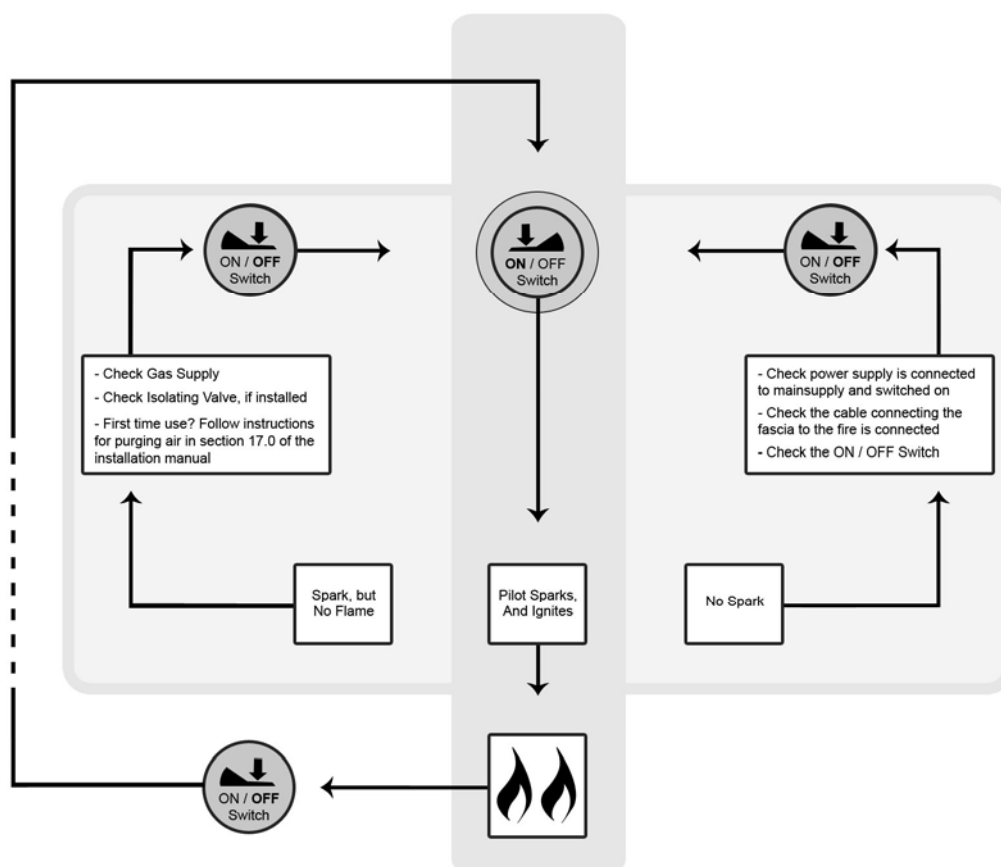 ON / OFF
Switch
ON / OFF
Switch
ON / OFF
Switch
- Check Gas Supply
- Check Isolating Valve, if installed
- First time use? Follow instructions
for purging air in section 17.0 of the
installation manual
- Check power supply is connected
to mainsupply and switched on
- Check the cable connecting the
fascia to the fire is connected
- Check the ON / OFF Switch
Spark, but
No Flame
Pilot Sparks,
And Ignites
No Spark
ON / OFF
Switch